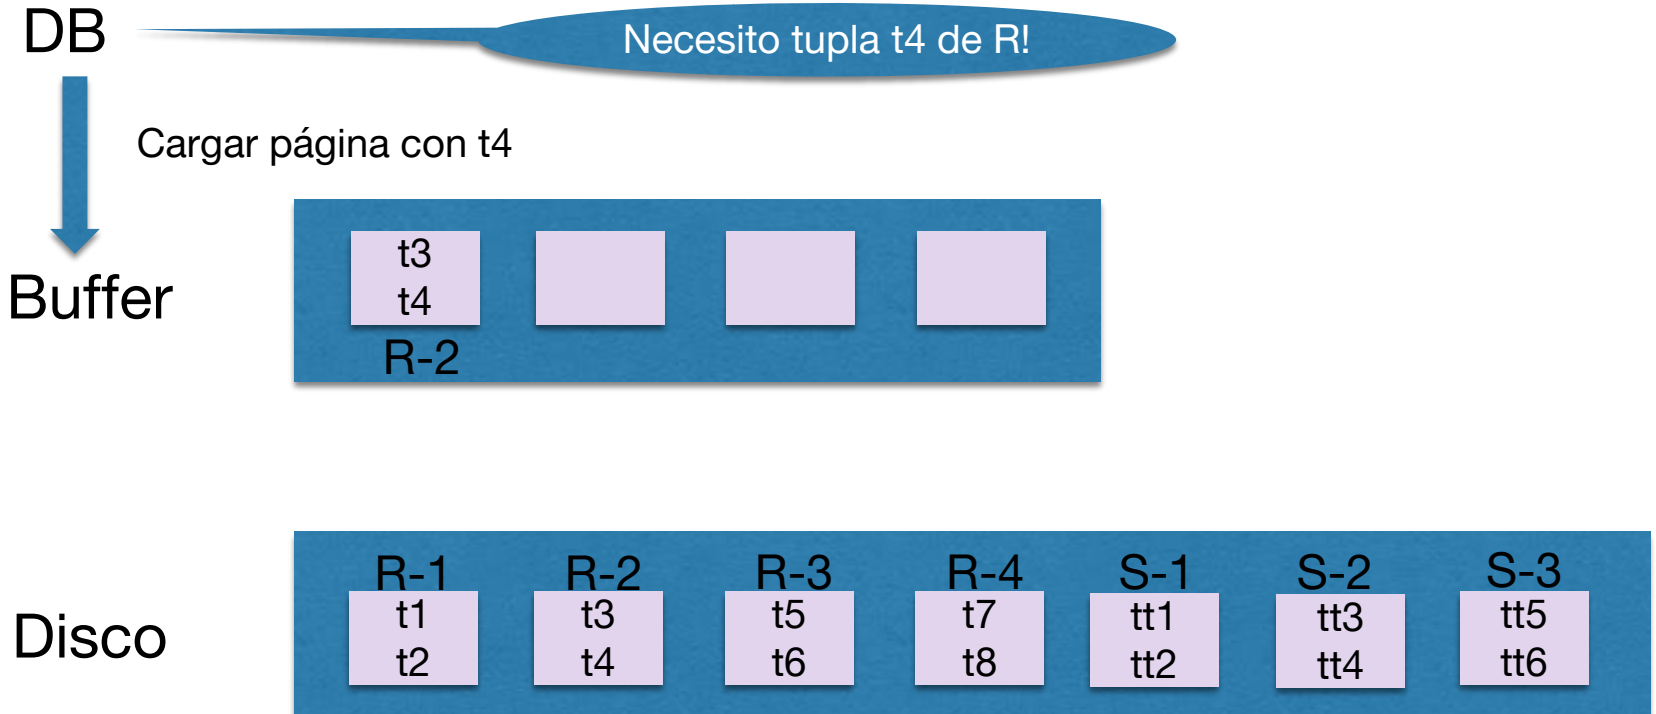 DB
Necesito tupla t4 de R!
Cargar página con t4
Buffer
t3
t4
R-2
Disco
R-1 R-2 R-3 R-4 S-1 S-2 S-3
t1 t3 t5 t7 tt1 tt3 tt5
t2 t4 t6 t8 tt2 tt4 tt6